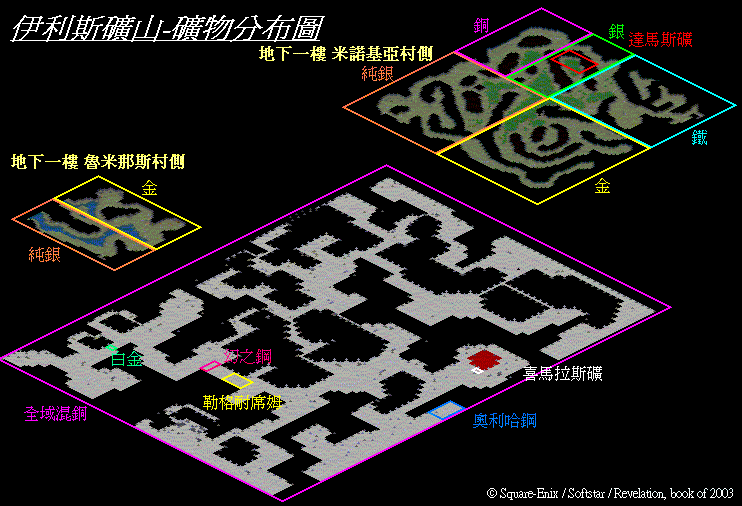 伊利斯礦山-礦物分布圖
銅
銀
達馬斯礦
地下一樓 米諾基亞村側
純銀
鐵
地下一樓 魯米那斯村側
金
金
純銀
白金
幻之鋼
喜馬拉斯礦
勒格耐席姆
全域混銅
奧利哈鋼
© Square-Enix / Softstar / Revelation, book of 2003